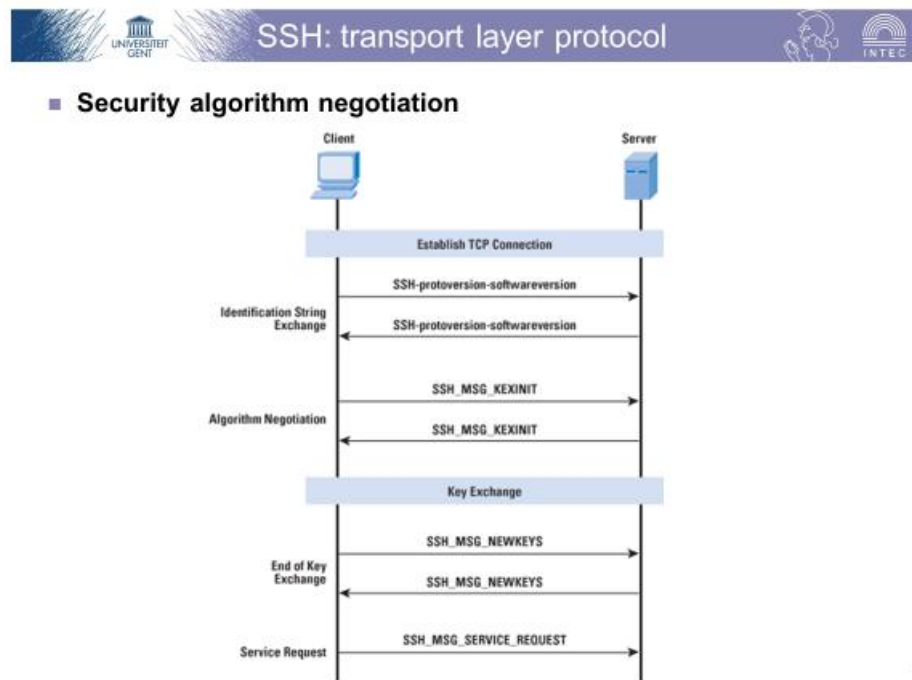 UNIVERSITEIT
GENT
SSH: transport layer protocol
INTEC
Security algorithm negotiation
Client
Server
Establish TCP Connection
SSH-protoversion-softwareversion
Identification String
Exchange
SSH-protoversion-softwareversion
SSH_MSG_KEXINIT
Algorithm Negotiation
SSH_MSG_KEXINIT
Key Exchange
SSH_MSG_NEWKEYS
End of Key
Exchange
SSH_MSG_NEWKEYS
SSH_MSG_SERVICE_REQUEST
Service Request